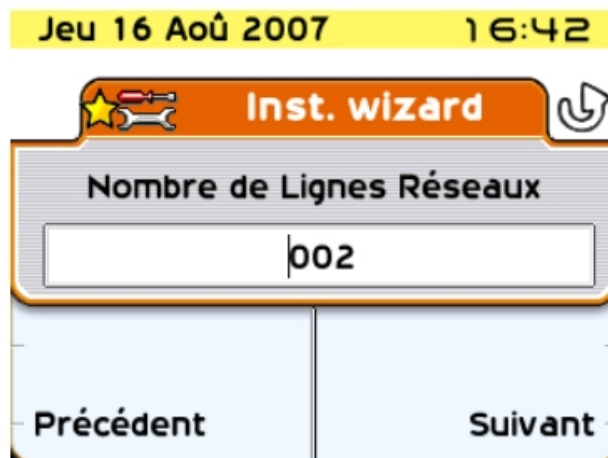 Jeu 16 Aoû 2007 16:42
Inst. wizard
Nombre de Lignes Réseaux
002
Précédent Suivant